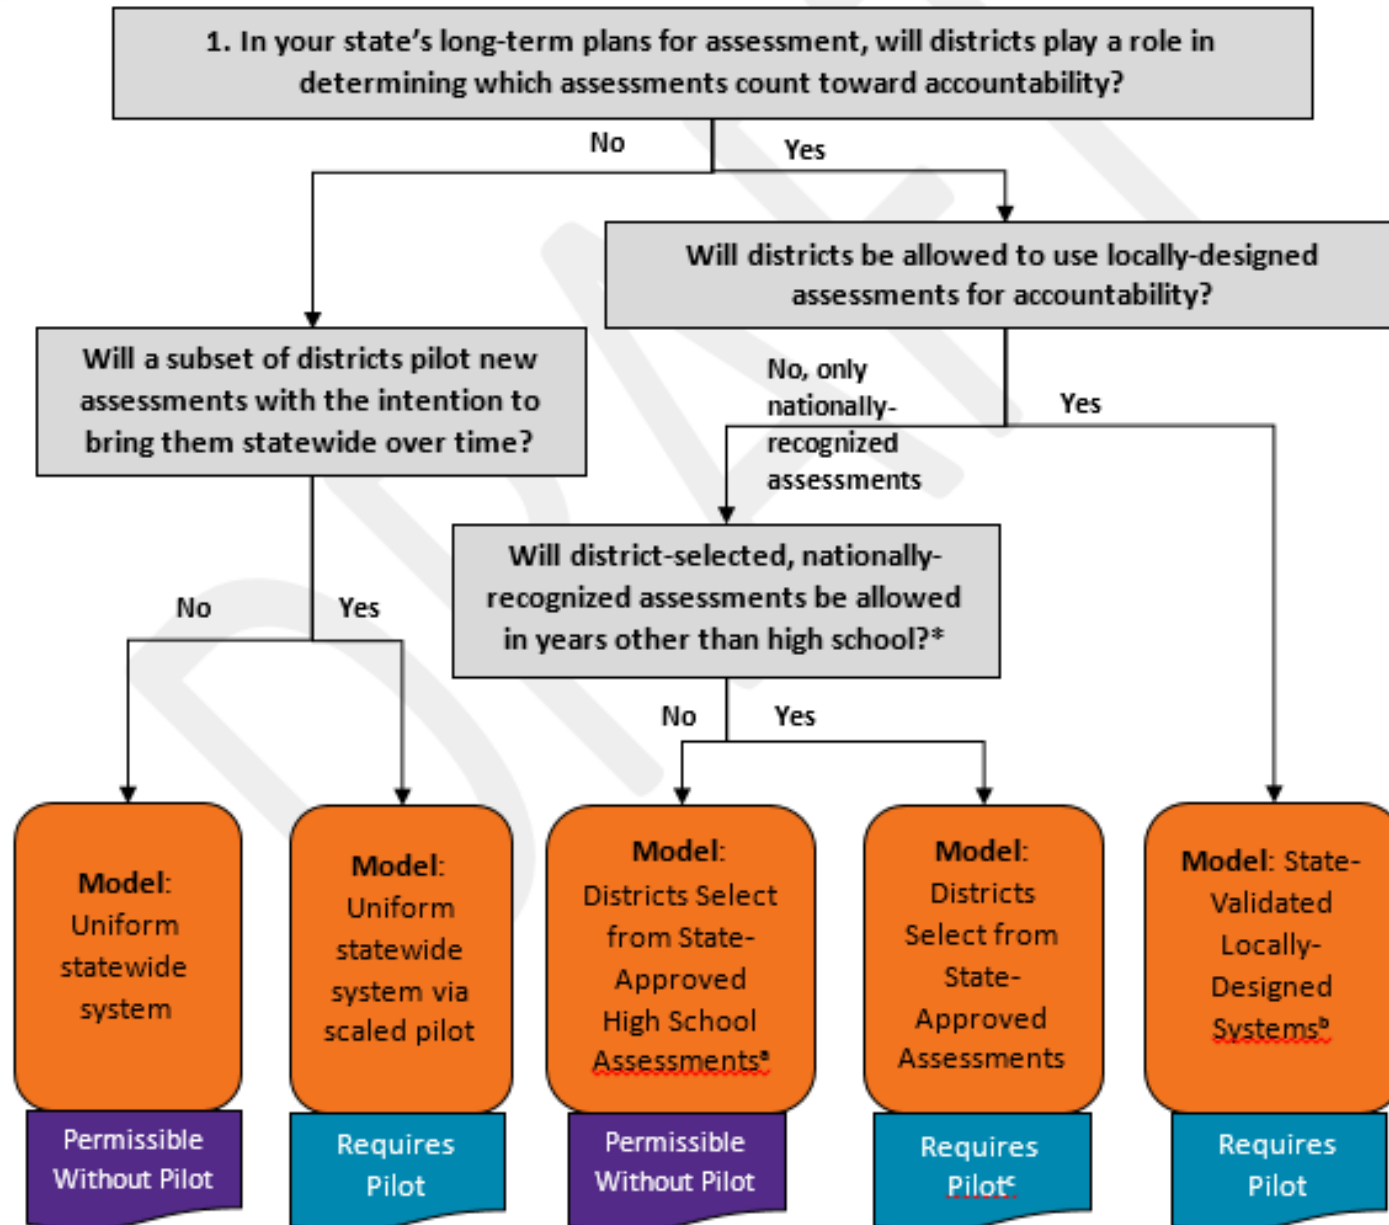 1. In your state's long-term plans for assessment, will districts play a role in
determining which assessments count toward accountability?
No
Yes
Will districts be allowed to use locally-designed
assessments for accountability?
Will a subset of districts pilot new
assessments with the intention to
bring them statewide over time?
No, only
nationally-
recognized
assessments
Yes
Will district-selected, nationally-
recognized assessments be allowed
in years other than high school?*
No
Yes
No
Yes
Model:
Uniform
statewide
system
Model:
Uniform
statewide
system via
scaled pilot
Model:
Districts Select
from State-
Approved
High School
Assessmentsᵃ
Model:
Districts
Select from
State-
Approved
Assessments
Model: State-
Validated
Locally-
Designed
Systemsᵇ
Permissible
Without Pilot
Requires
Pilot
Permissible
Without Pilot
Requires
Pilotᶜ
Requires
Pilot
DRAFT